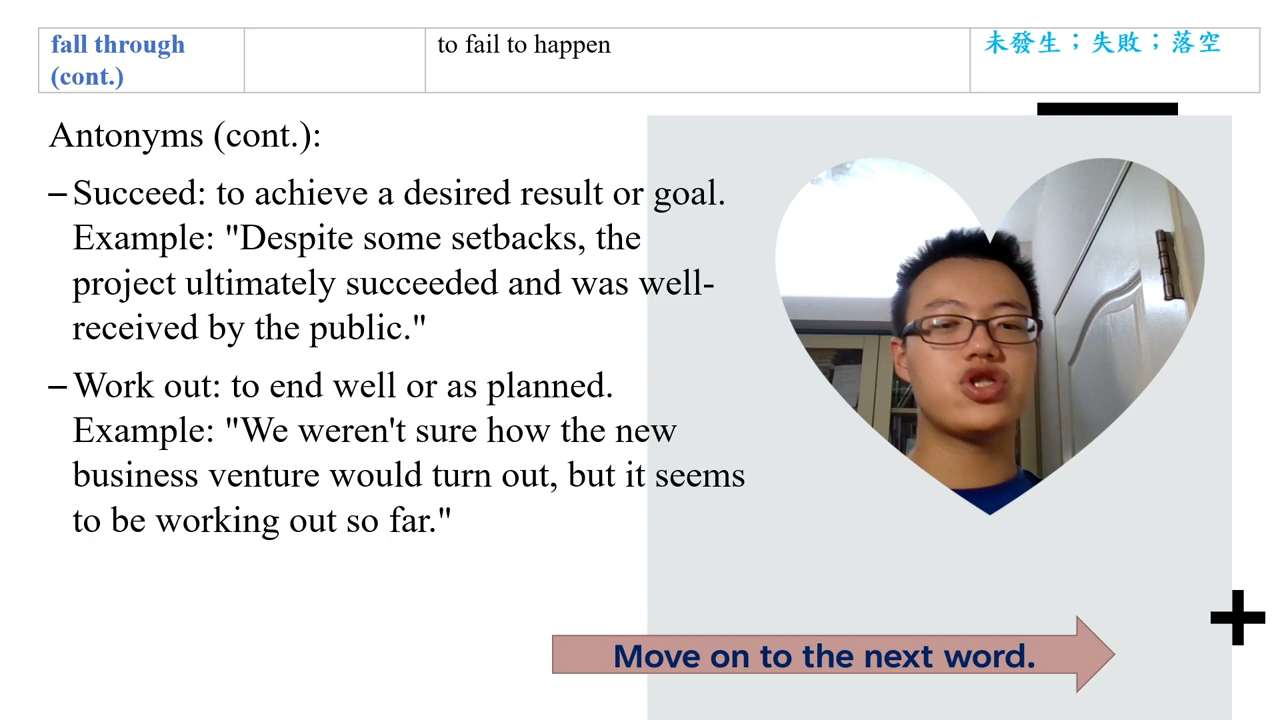 fall through
(cont.)
to fail to happen
未發生；失敗；落空
Antonyms (cont.):
– Succeed: to achieve a desired result or goal.
Example: "Despite some setbacks, the
project ultimately succeeded and was well-
received by the public."
– Work out: to end well or as planned.
Example: "We weren't sure how the new
business venture would turn out, but it seems
to be working out so far."
Move on to the next word.